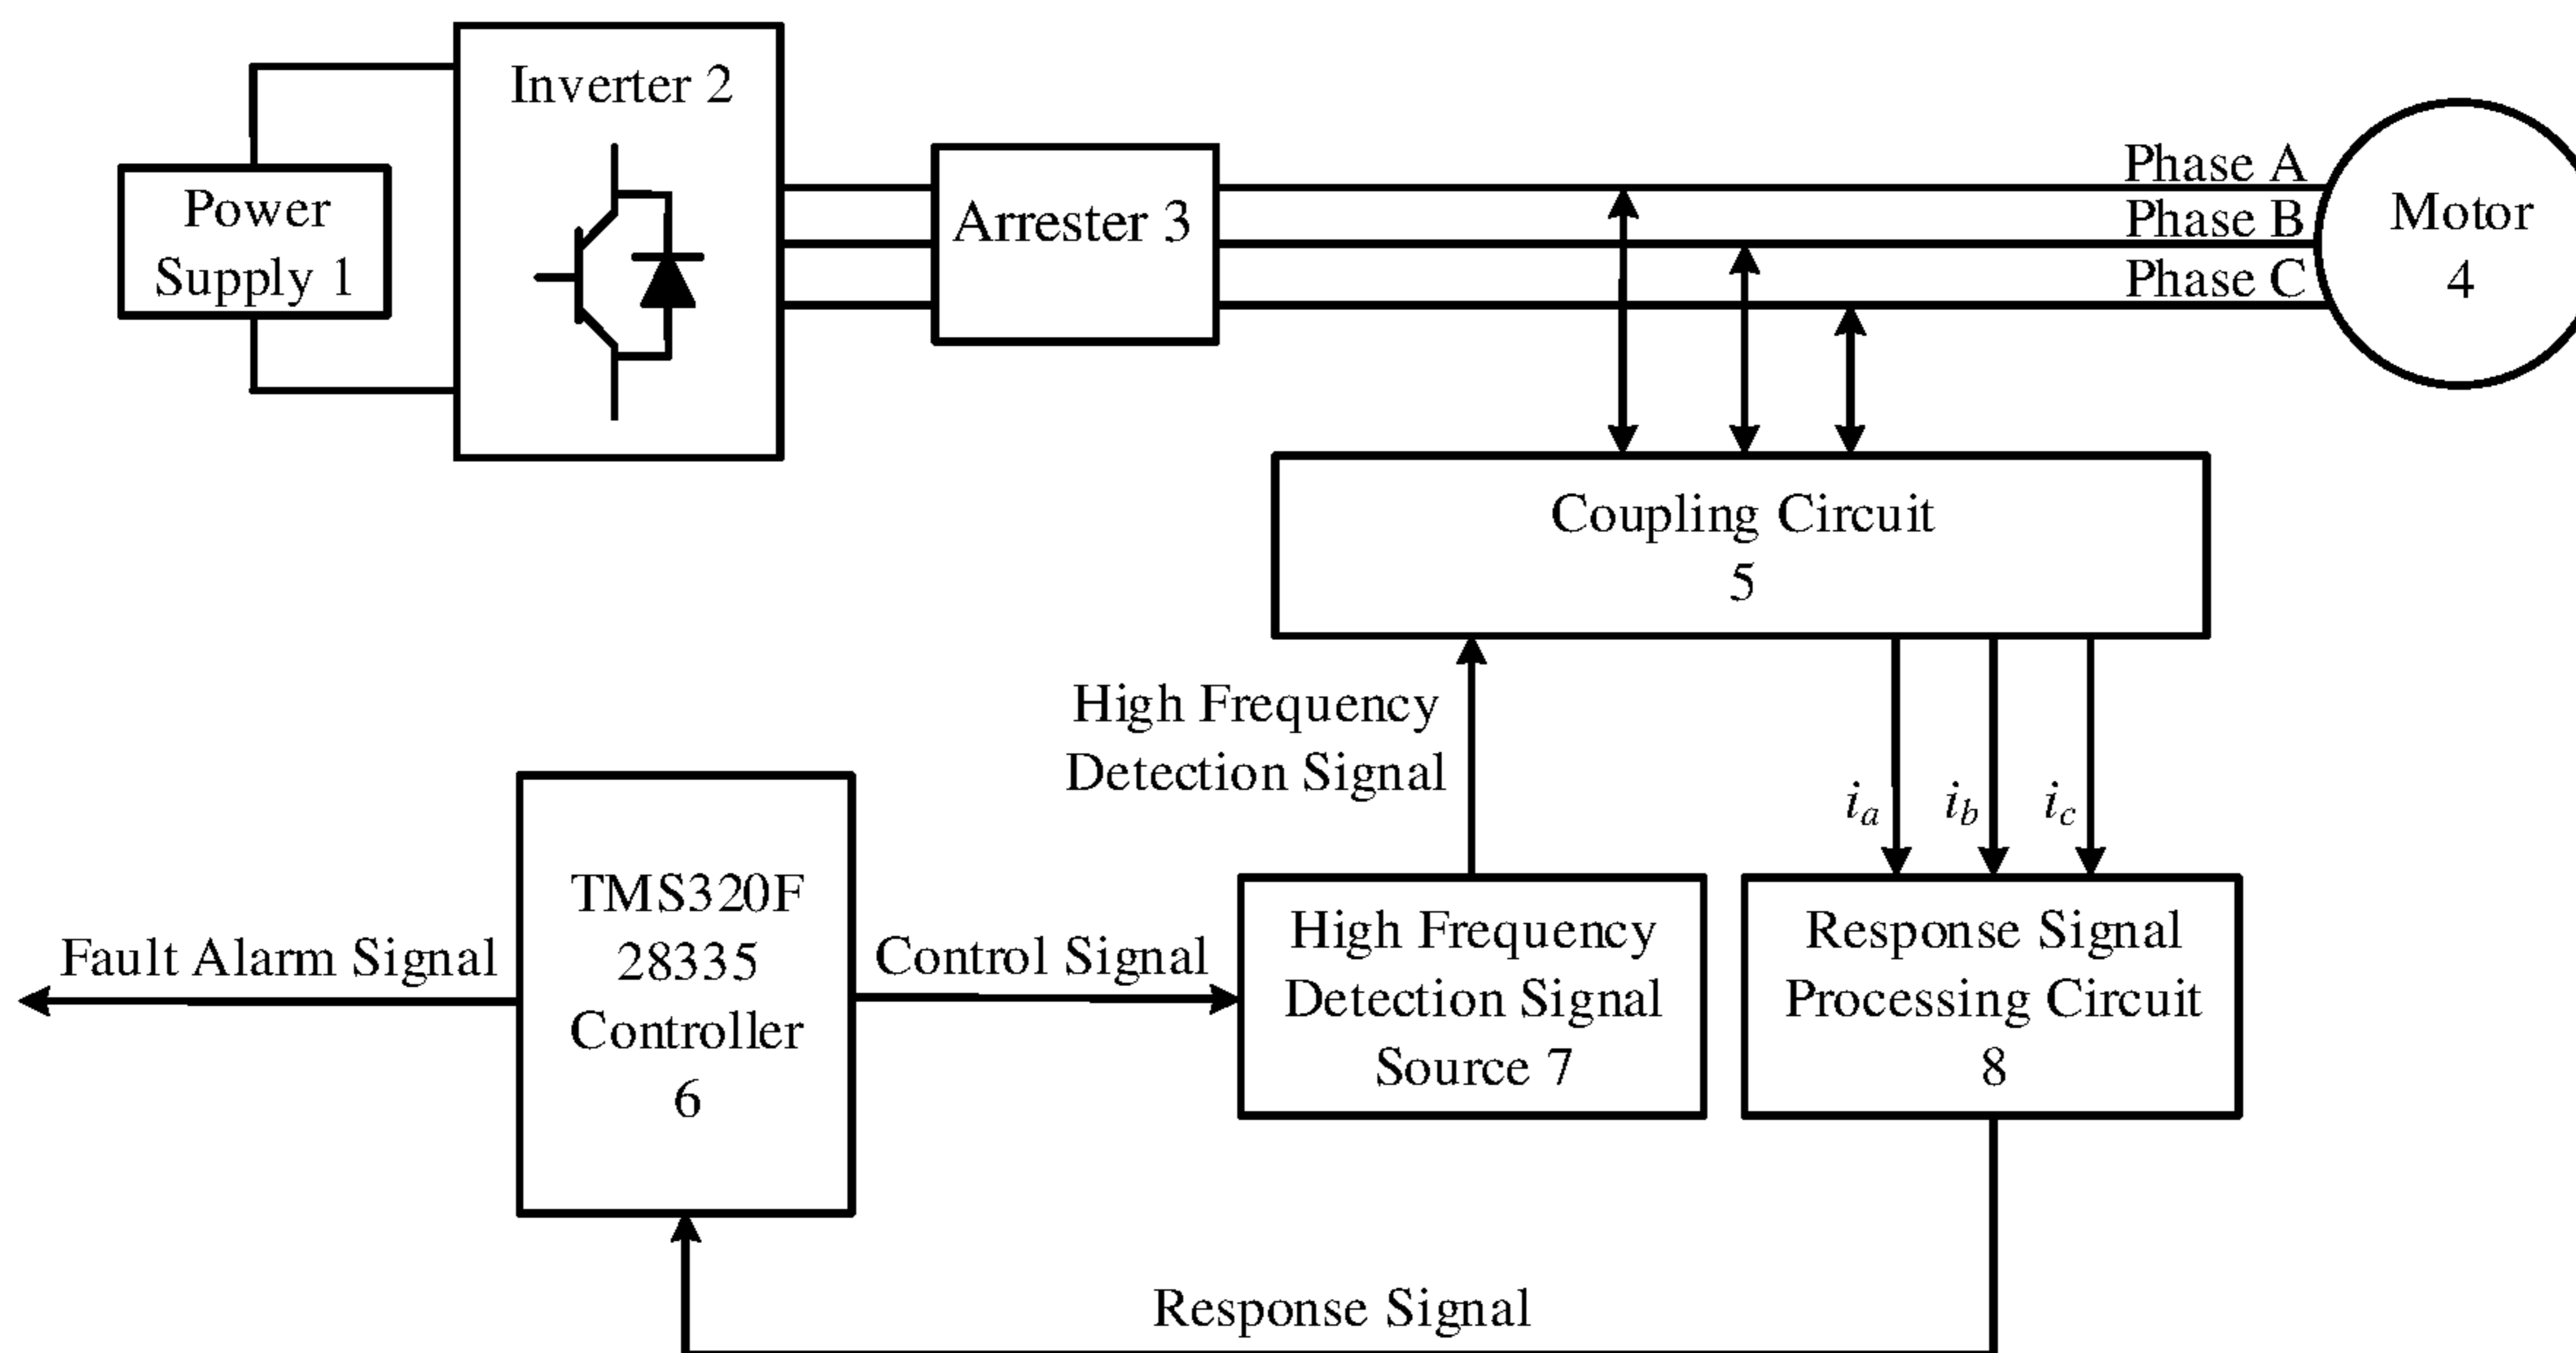 Inverter 2
Power
Supply 1
Arrester 3
Phase A
Phase B
Phase C
Motor
4
Coupling Circuit
5
High Frequency
Detection Signal
i_a
i_b
i_c
TMS320F
28335
Controller
6
Fault Alarm Signal
Control Signal
High Frequency
Detection Signal
Source 7
Response Signal
Processing Circuit
8
Response Signal